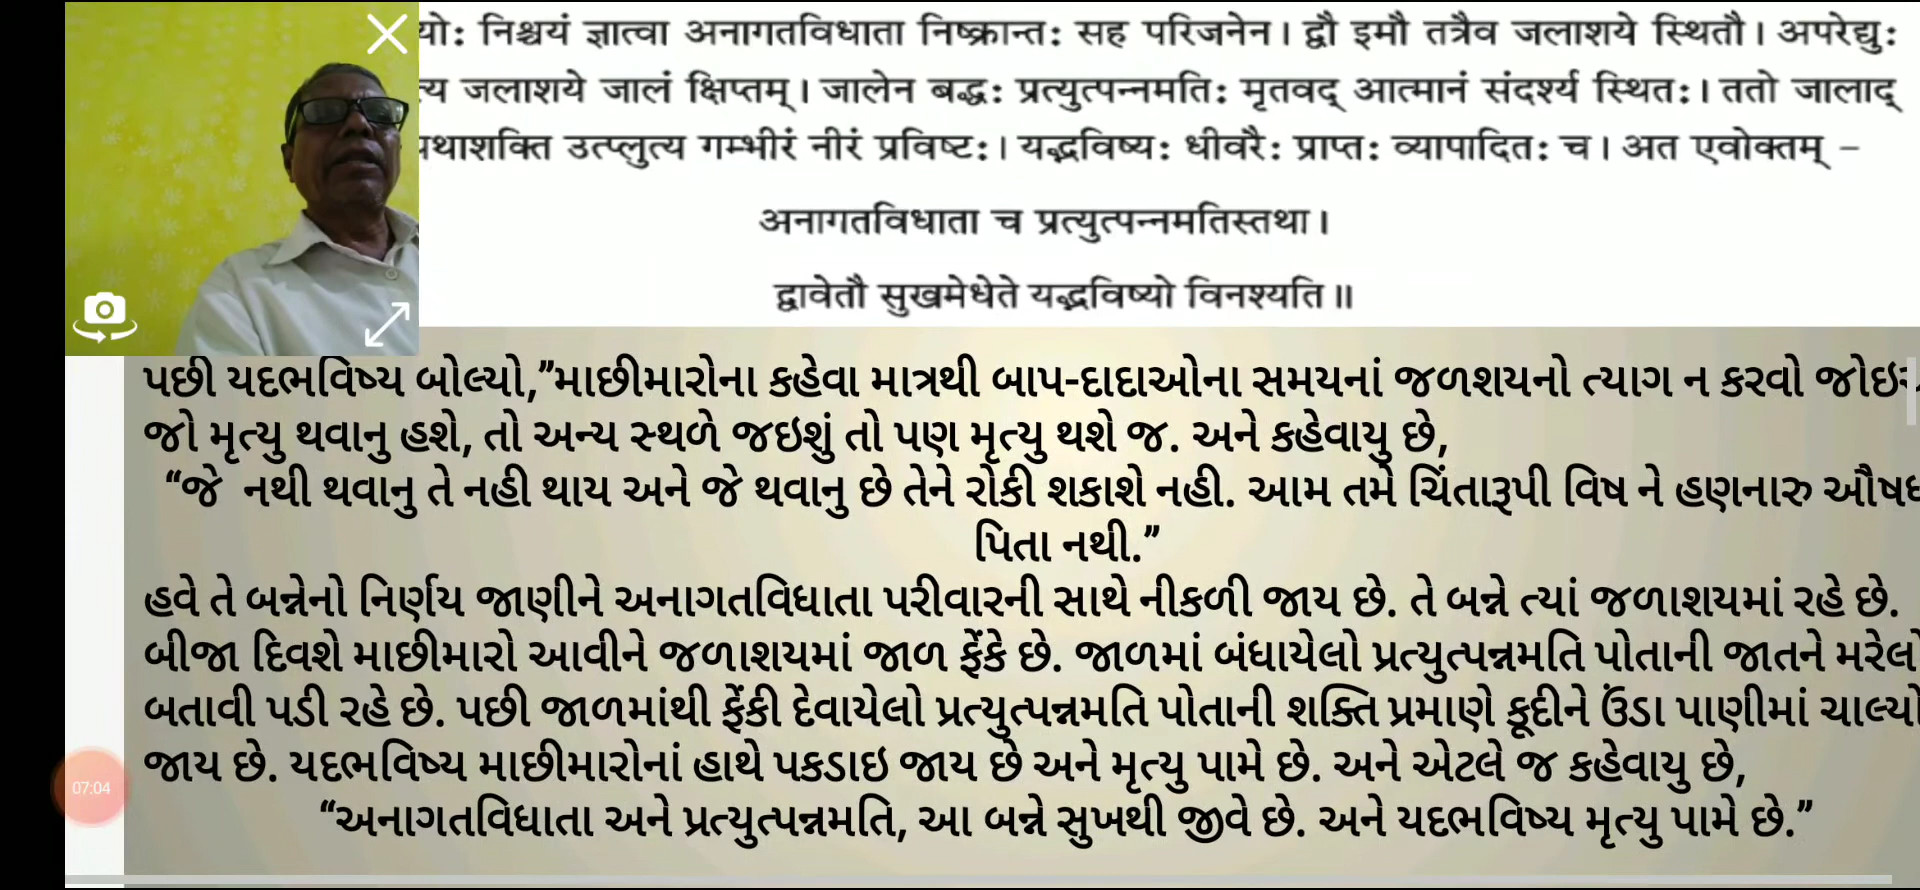 निश्चयं ज्ञात्वा अनागतविधाता निष्क्रान्तः सह परिजनेन। द्वौ इमौ तत्रैव जलाशये स्थितौ। अपरेद्युः
जलाशये जालं क्षिप्तम्। जालेन बद्धः प्रत्युत्पन्नमतिः मृतवद् आत्मानं संदर्श्य स्थितः। ततो जालाद्
यथाशक्ति उत्प्लुत्य गम्भीरं नीरं प्रविष्टः। यद्भविष्यः धीवरैः प्राप्तः व्यापादितः च। अत एवोक्तम् –
अनागतविधाता च प्रत्युत्पन्नमतिस्तथा।
द्वावेतौ सुखमेधेते यद्भविष्यो विनश्यति॥
પછી યદભવિષ્ય બોલ્યો,”માછીમારોના કહેવા માત્રથી બાપ-દાદાઓના સમયનાં જળશયનો ત્યાગ ન કરવો
જો મૃત્યુ થવાનુ હશે, તો અન્ય સ્થળે જઇશું તો પણ મૃત્યુ થશે જ. અને કહેવાયુ છે,
“જે નથી થવાનુ તે નહી થાય અને જે થવાનુ છે તેને રોકી શકાશે નહી. આમ તમે ચિંતારૂપી વિષ ને હણનારુ
પિતા નથી.”
હવે તે બન્નેનો નિર્ણય જાણીને અનાગતવિધાતા પરીવારની સાથે નીકળી જાય છે. તે બન્ને ત્યાં જળાશયમાં રહે છે.
બીજા દિવશે માછીમારો આવીને જળાશયમાં જાળ ફેંકે છે. જાળમાં બંધાયેલો પ્રત્યુત્પન્નમતિ પોતાની જાતને મરેલો
બતાવી પડી રહે છે. પછી જાળમાંથી ફેંકી દેવાયેલો પ્રત્યુત્પન્નમતિ પોતાની શક્તિ પ્રમાણે કૂદીને ઉંડા પાણીમાં ચાલ્યો
જાય છે. યદભવિષ્ય માછીમારોનાં હાથે પકડાઇ જાય છે અને મૃત્યુ પામે છે. અને એટલે જ કહેવાયુ છે,
07:04
“અનાગતવિધાતા અને પ્રત્યુત્પન્નમતિ, આ બન્ને સુખથી જીવે છે. અને યદભવિષ્ય મૃત્યુ પામે છે.”